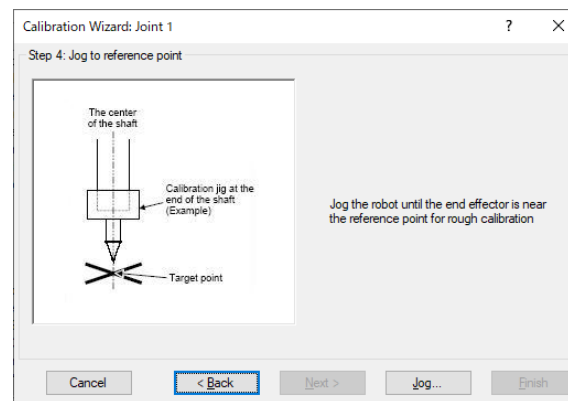 Calibration Wizard: Joint 1
Step 4: Jog to reference point
The center
of the shaft
Calibration jig at the
end of the shaft
(Example)
Target point
Jog the robot until the end effector is near
the reference point for rough calibration
Cancel
< Back
Next >
Jog...
Finish